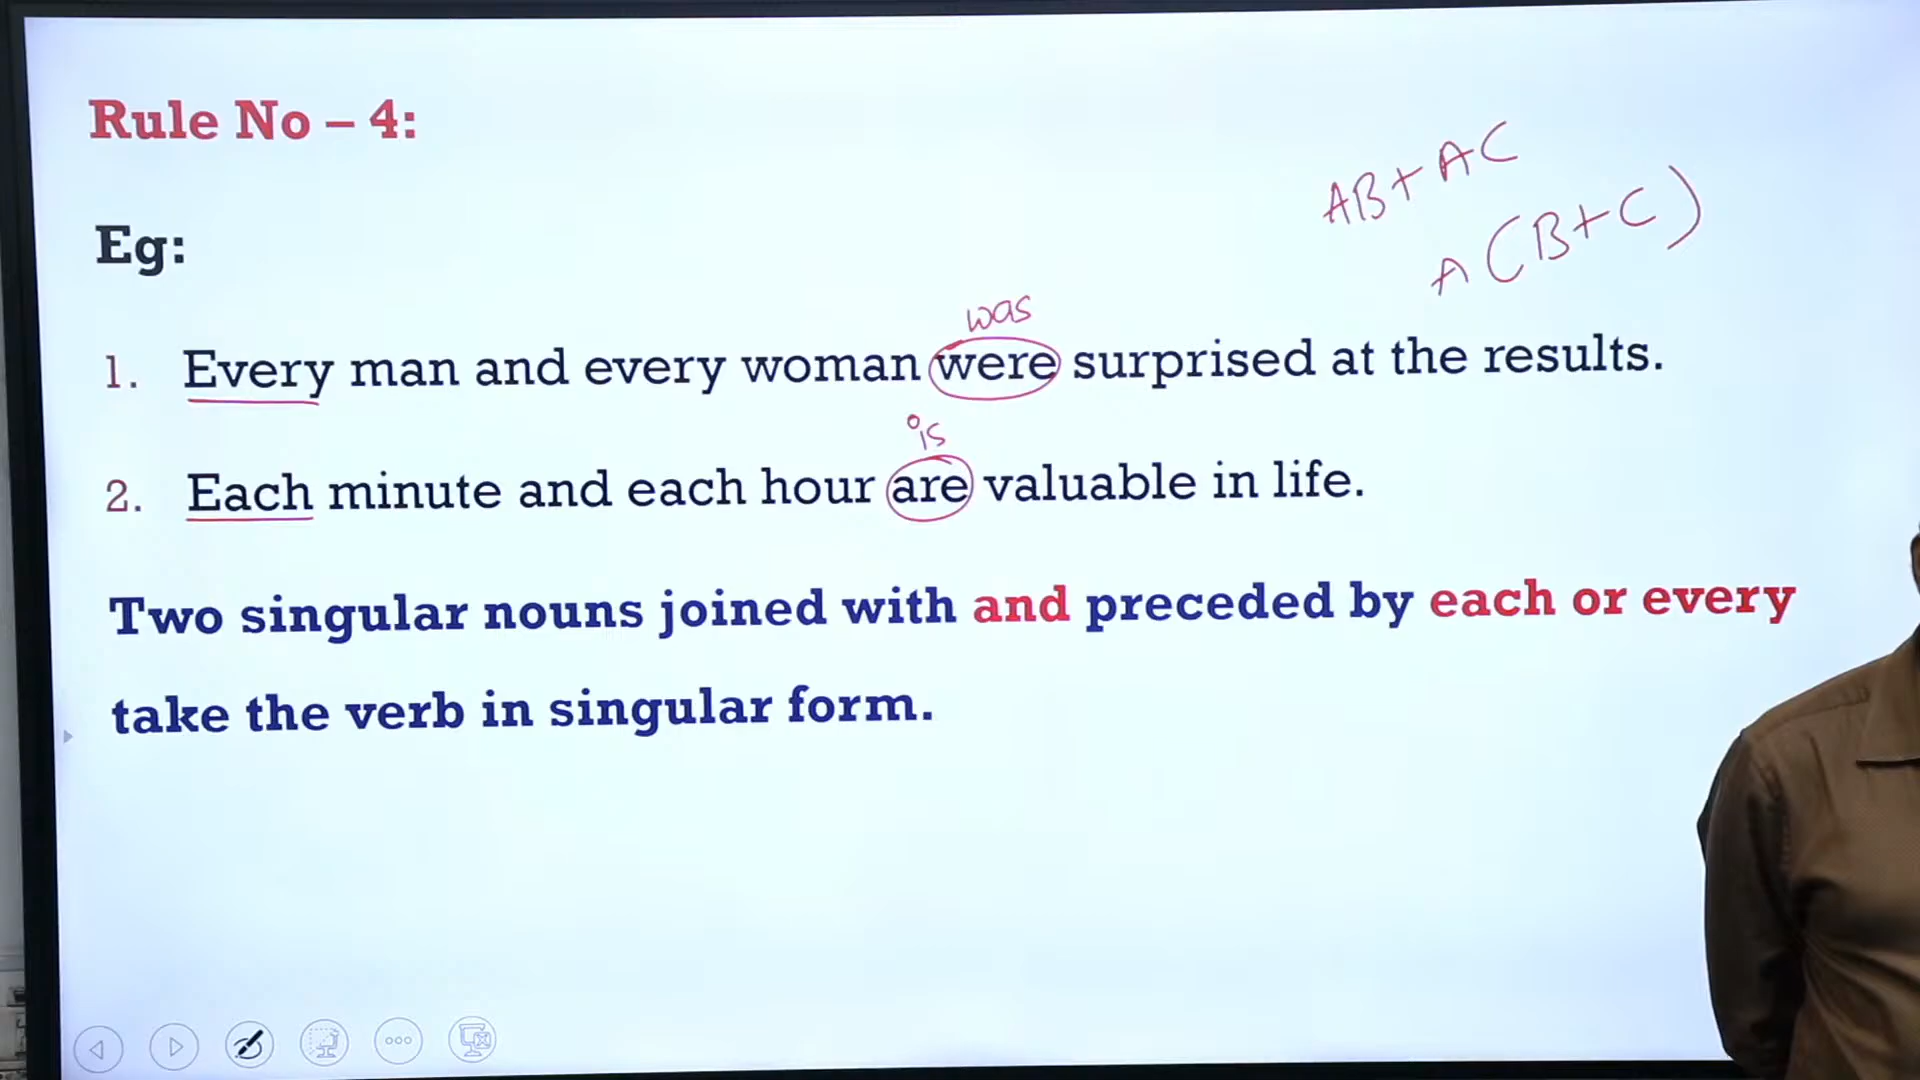 Rule No – 4:
AB+AC
A(B+C)
Eg:
was
1. Every man and every woman were surprised at the results.
is
2. Each minute and each hour are valuable in life.
Two singular nouns joined with and preceded by each or every
take the verb in singular form.